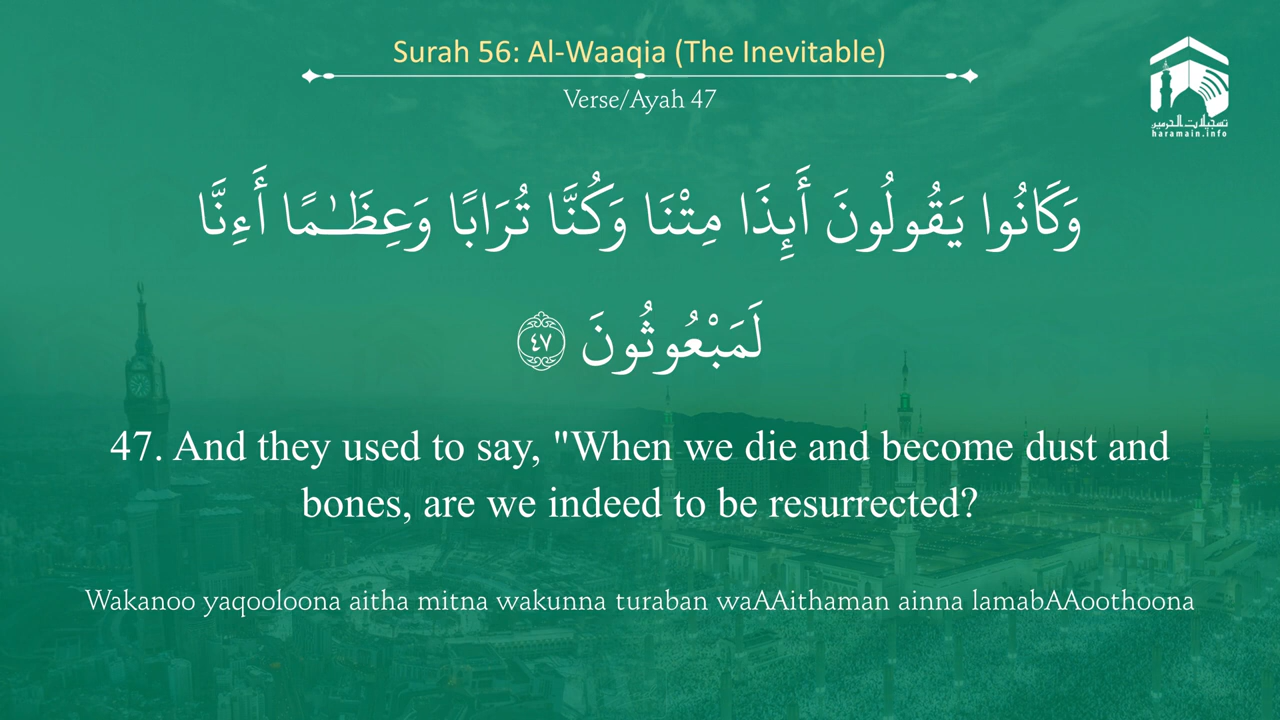 Surah 56: Al-Waaqia (The Inevitable)
Verse/Ayah 47
تسجيلات الحرمين
haramain.info
وَكَانُوا يَقُولُونَ أَئِذَا مِتْنَا وَكُنَّا تُرَابًا وَعِظَـٰمًا أَءِنَّا
لَمَبْعُوثُونَ ٤٧
47. And they used to say, "When we die and become dust and
bones, are we indeed to be resurrected?
Wakanoo yaqooloona aitha mitna wakunna turaban waAAithaman ainna lamabAAoothoona